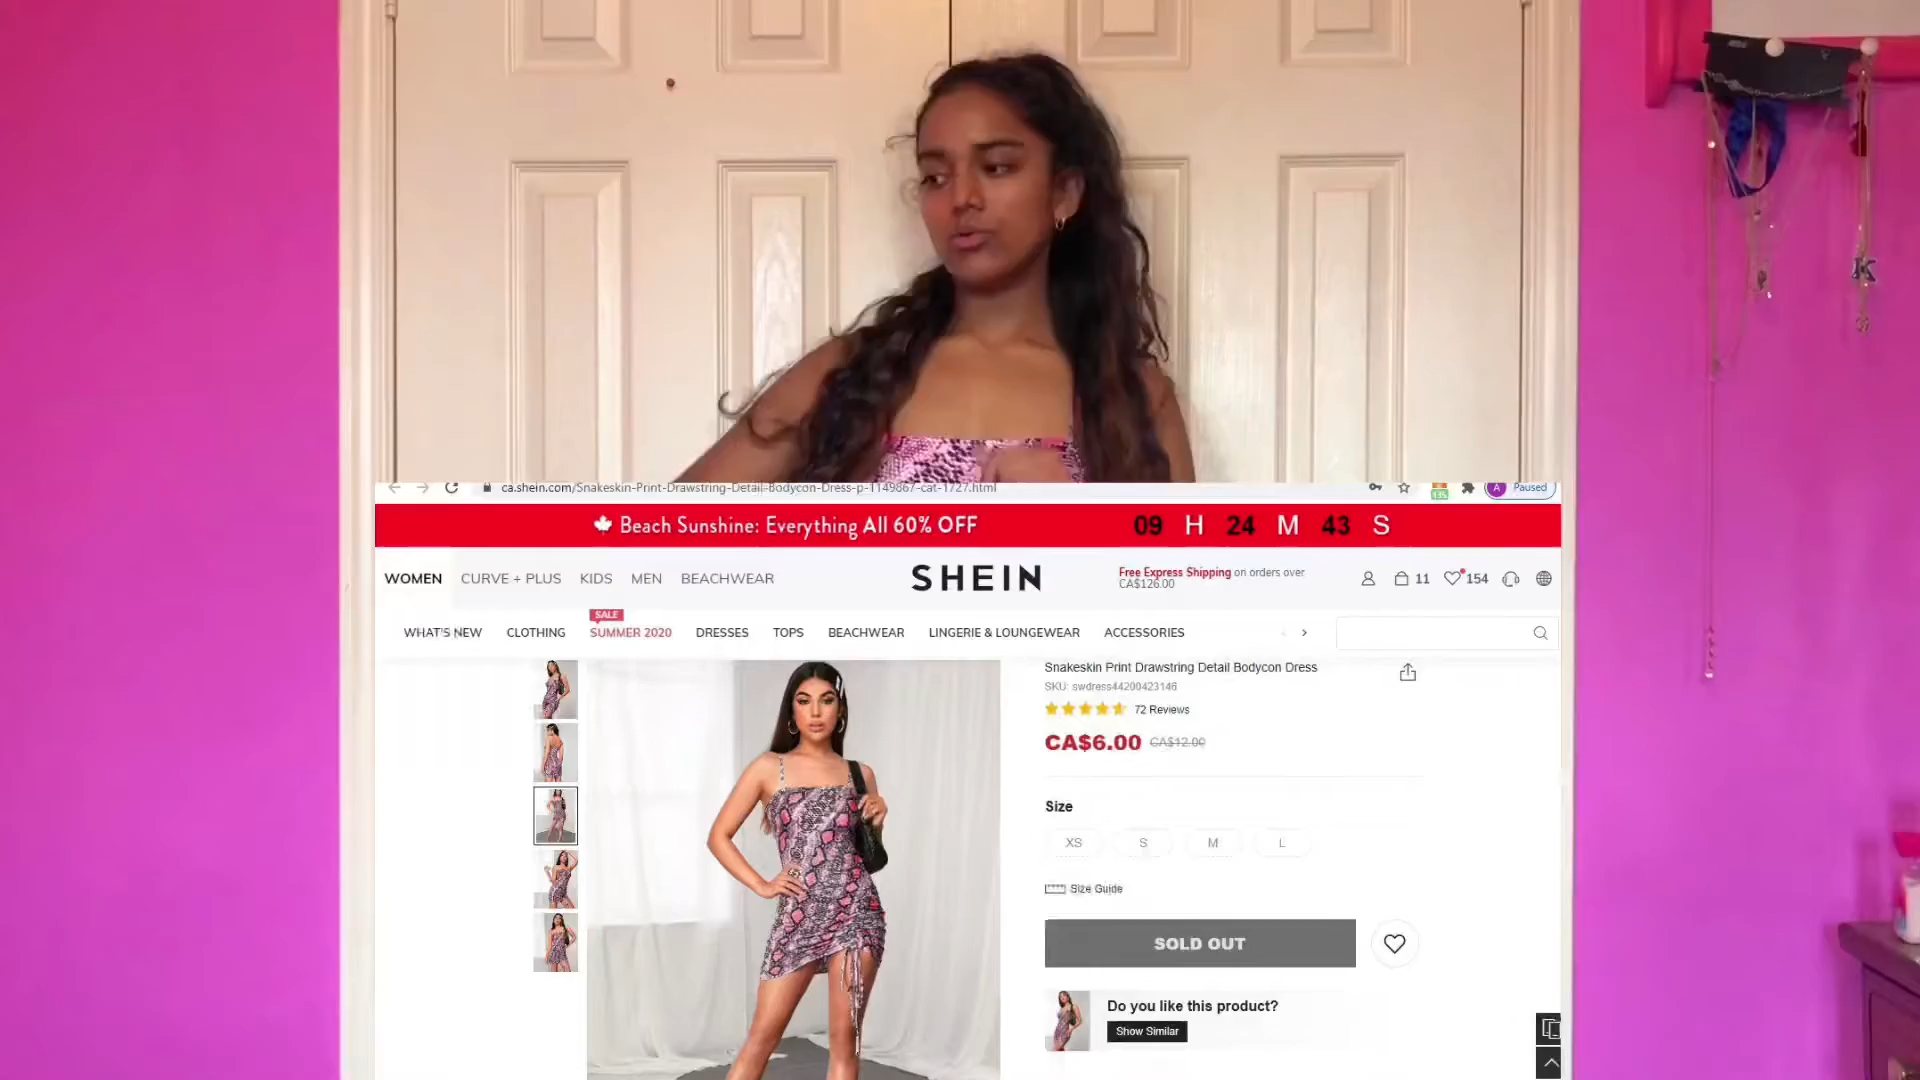 ca.shein.com/Snakeskin-Print-Drawstring-Detail-Bodycon-Dress-p-1149867-cat-1727.html
A Paused
Beach Sunshine: Everything All 60% OFF 09 H 24 M 43 S
WOMEN CURVE + PLUS KIDS MEN BEACHWEAR
SHEIN
Free Express Shipping on orders over
CA$126.00
11 154
SALE
WHAT'S NEW CLOTHING SUMMER 2020 DRESSES TOPS BEACHWEAR LINGERIE & LOUNGEWEAR ACCESSORIES
Snakeskin Print Drawstring Detail Bodycon Dress
SKU: swdress44200423146
72 Reviews
CA$6.00 CA$12.00
Size
XS S M L
Size Guide
SOLD OUT
Do you like this product?
Show Similar
K